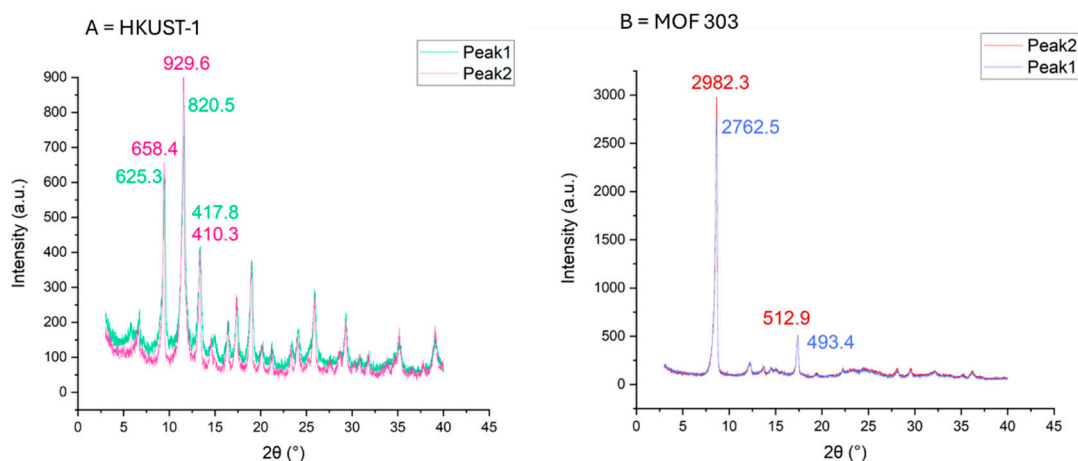 A = HKUST-1
Peak1
Peak2
929.6
820.5
658.4
625.3
417.8
410.3
900
800
700
600
500
400
300
200
100
0
Intensity (a.u.)
0 5 10 15 20 25 30 35 40 45
2θ (°)
B = MOF 303
Peak2
Peak1
2982.3
2762.5
512.9
493.4
3000
2500
2000
1500
1000
500
0
Intensity (a.u.)
0 5 10 15 20 25 30 35 40 45
2θ (°)